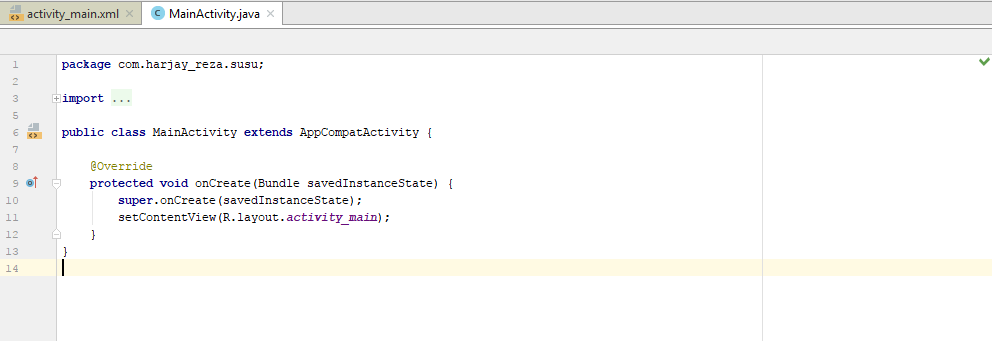 activity_main.xml MainActivity.java
1 package com.harjay_reza.susu;
2
3 import ...
5
6 public class MainActivity extends AppCompatActivity {
7
8 @Override
9 protected void onCreate(Bundle savedInstanceState) {
10 super.onCreate(savedInstanceState);
11 setContentView(R.layout.activity_main);
12 }
13 }
14